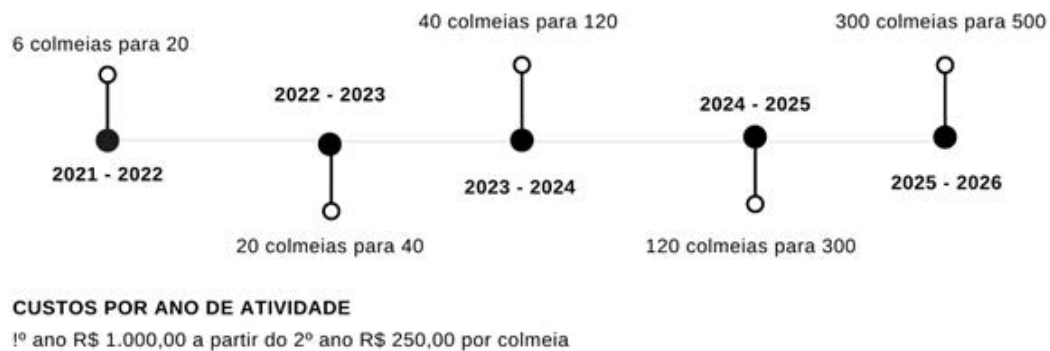 6 colmeias para 20
2021 - 2022
2022 - 2023
20 colmeias para 40
40 colmeias para 120
2023 - 2024
2024 - 2025
120 colmeias para 300
300 colmeias para 500
2025 - 2026
CUSTOS POR ANO DE ATIVIDADE
!º ano R$ 1.000,00 a partir do 2º ano R$ 250,00 por colmeia